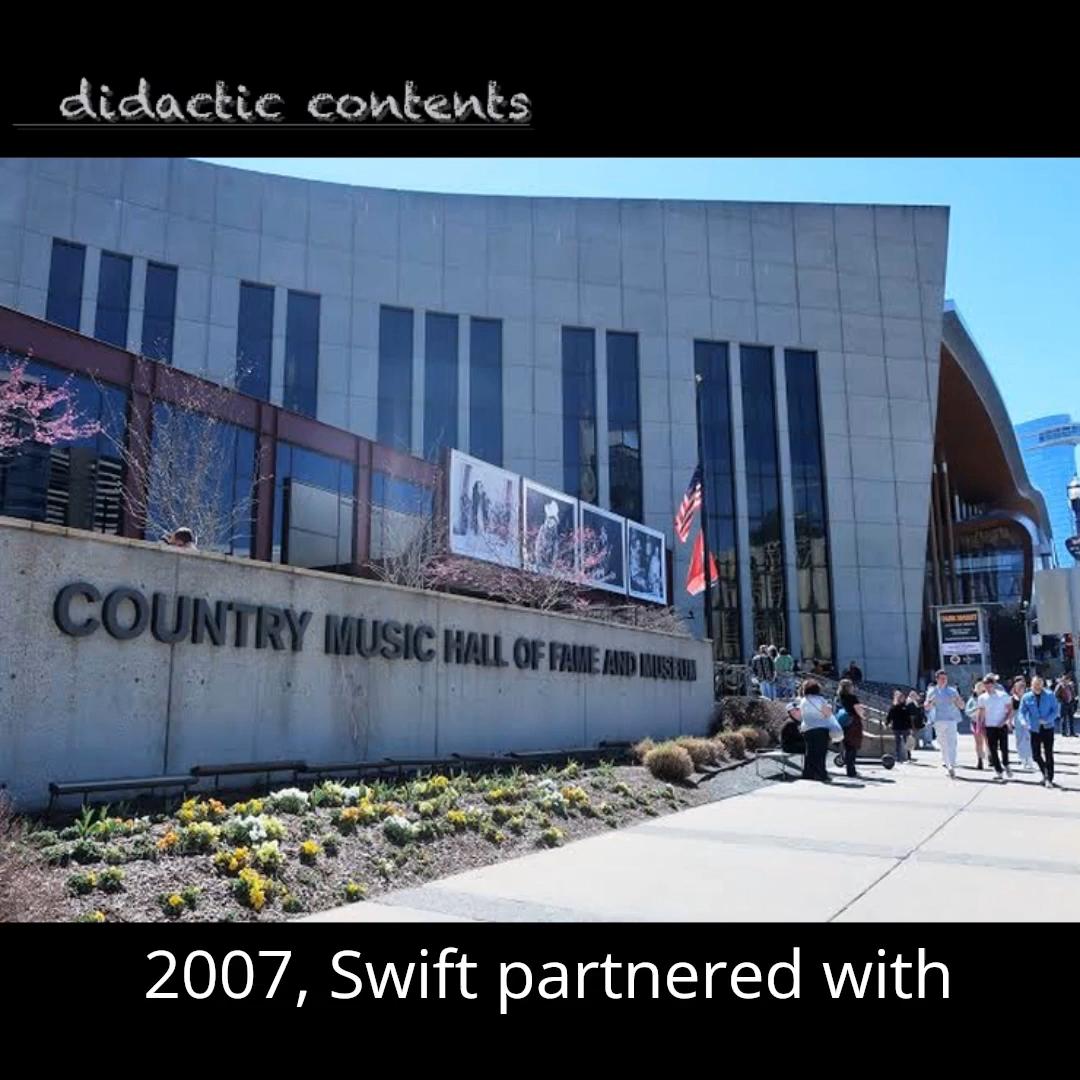 didactic contents
COUNTRY MUSIC HALL OF FAME AND MUSEUM
2007, Swift partnered with